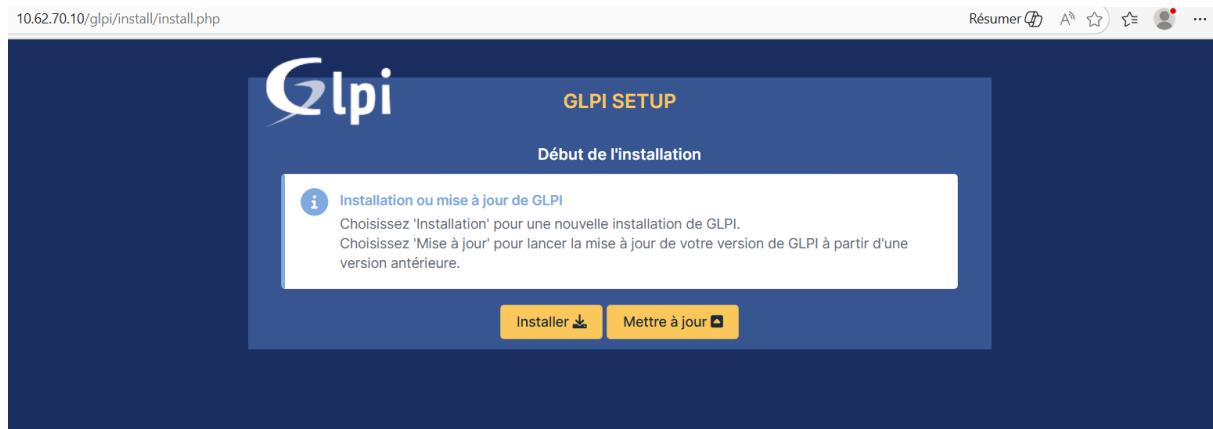 10.62.70.10/glpi/install/install.php
Résumer
Glpi
GLPI SETUP
Début de l'installation
Installation ou mise à jour de GLPI
Choisissez 'Installation' pour une nouvelle installation de GLPI.
Choisissez 'Mise à jour' pour lancer la mise à jour de votre version de GLPI à partir d'une
version antérieure.
Installer
Mettre à jour